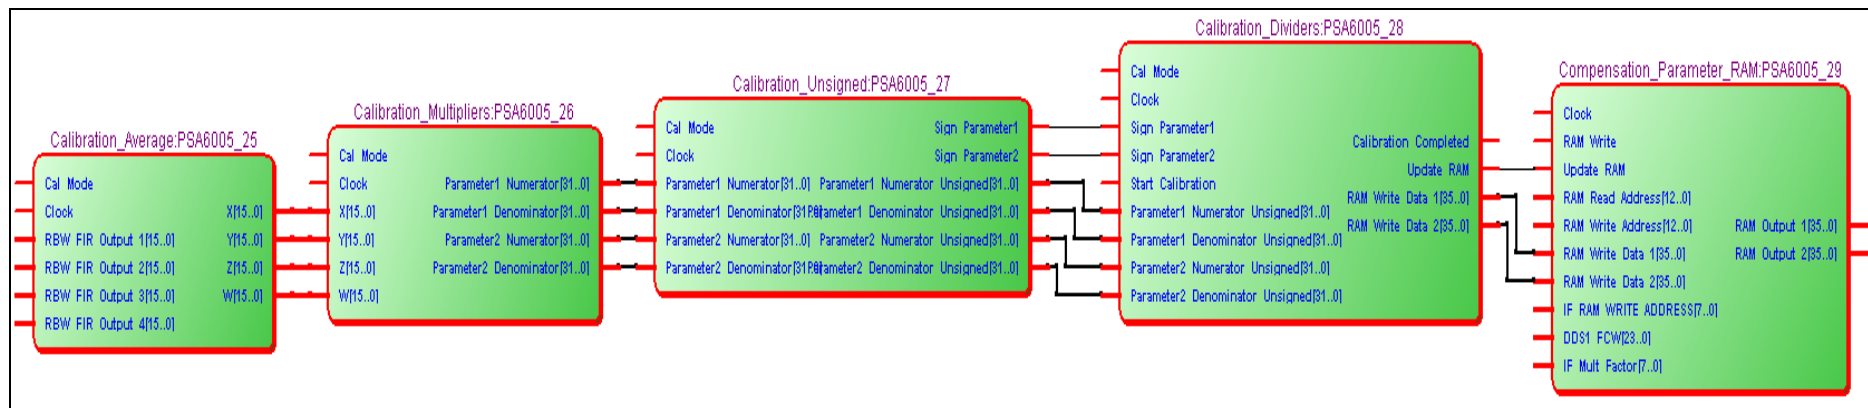 Calibration_Average:PSA6005_25
Cal Mode
Clock
RBW FIR Output 1[15..0]
RBW FIR Output 2[15..0]
RBW FIR Output 3[15..0]
RBW FIR Output 4[15..0]
X[15..0]
Y[15..0]
Z[15..0]
W[15..0]
Calibration_Multipliers:PSA6005_26
Cal Mode
Clock
X[15..0]
Y[15..0]
Z[15..0]
W[15..0]
Parameter1 Numerator[31..0]
Parameter1 Denominator[31..0]
Parameter2 Numerator[31..0]
Parameter2 Denominator[31..0]
Calibration_Unsigned:PSA6005_27
Cal Mode
Clock
Parameter1 Numerator[31..0]
Parameter1 Denominator[31..0]
Parameter2 Numerator[31..0]
Parameter2 Denominator[31..0]
Sign Parameter1
Sign Parameter2
Parameter1 Numerator Unsigned[31..0]
Parameter1 Denominator Unsigned[31..0]
Parameter2 Numerator Unsigned[31..0]
Parameter2 Denominator Unsigned[31..0]
Calibration_Dividers:PSA6005_28
Cal Mode
Clock
Sign Parameter1
Sign Parameter2
Start Calibration
Parameter1 Numerator Unsigned[31..0]
Parameter1 Denominator Unsigned[31..0]
Parameter2 Numerator Unsigned[31..0]
Parameter2 Denominator Unsigned[31..0]
Calibration Completed
Update RAM
RAM Write Data 1[35..0]
RAM Write Data 2[35..0]
Compensation_Parameter_RAM:PSA6005_29
Clock
RAM Write
Update RAM
RAM Read Address[12..0]
RAM Write Address[12..0]
RAM Write Data 1[35..0]
RAM Write Data 2[35..0]
IF RAM WRITE ADDRESS[7..0]
DDS1 FCW[23..0]
IF Mult Factor[7..0]
RAM Output 1[35..0]
RAM Output 2[35..0]